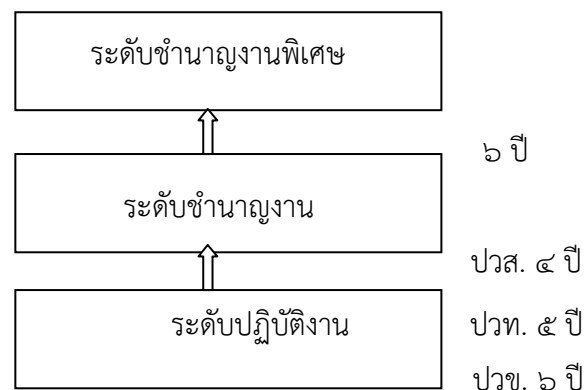 ระดับชำนาญงานพิเศษ
๖ ปี
ระดับชำนาญงาน
ปวส. ๔ ปี
ระดับปฏิบัติงาน
ปวท. ๕ ปี
ปวช. ๖ ปี